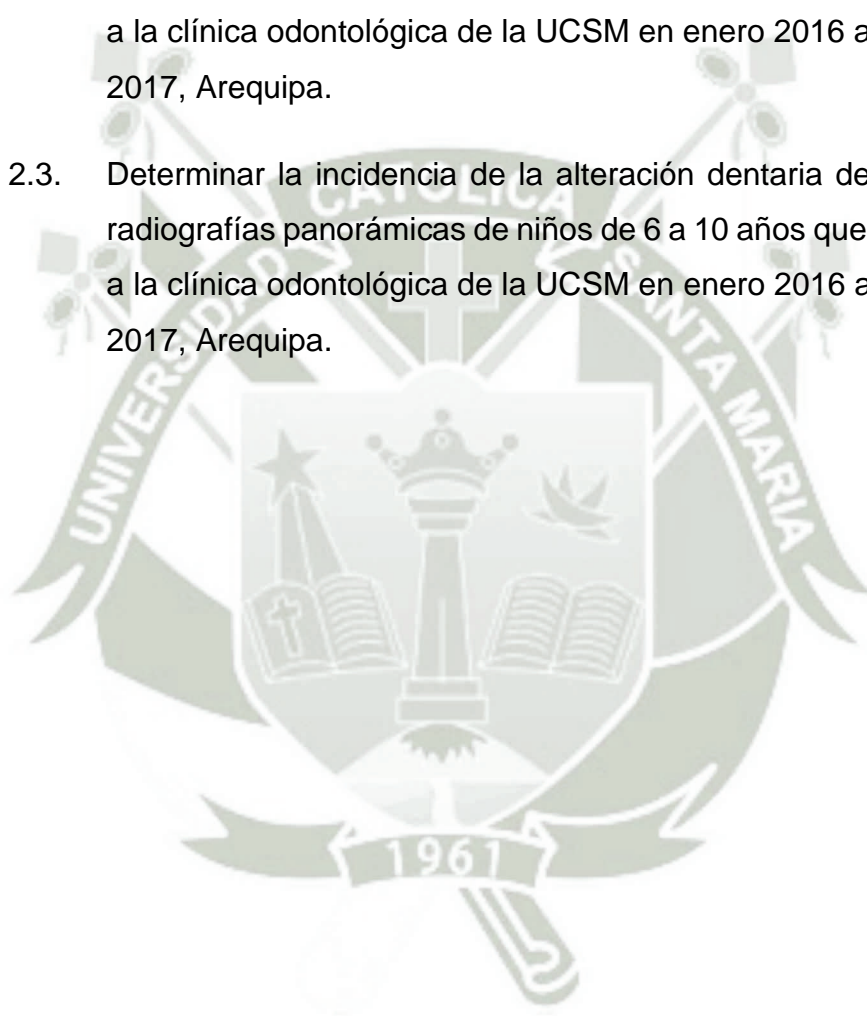 a la clínica odontológica de la UCSM en enero 2016 a
2017, Arequipa.
2.3. Determinar la incidencia de la alteración dentaria de
radiografías panorámicas de niños de 6 a 10 años que
a la clínica odontológica de la UCSM en enero 2016 a
2017, Arequipa.
UNIVERSIDAD CATÓLICA SANTA MARIA
1961